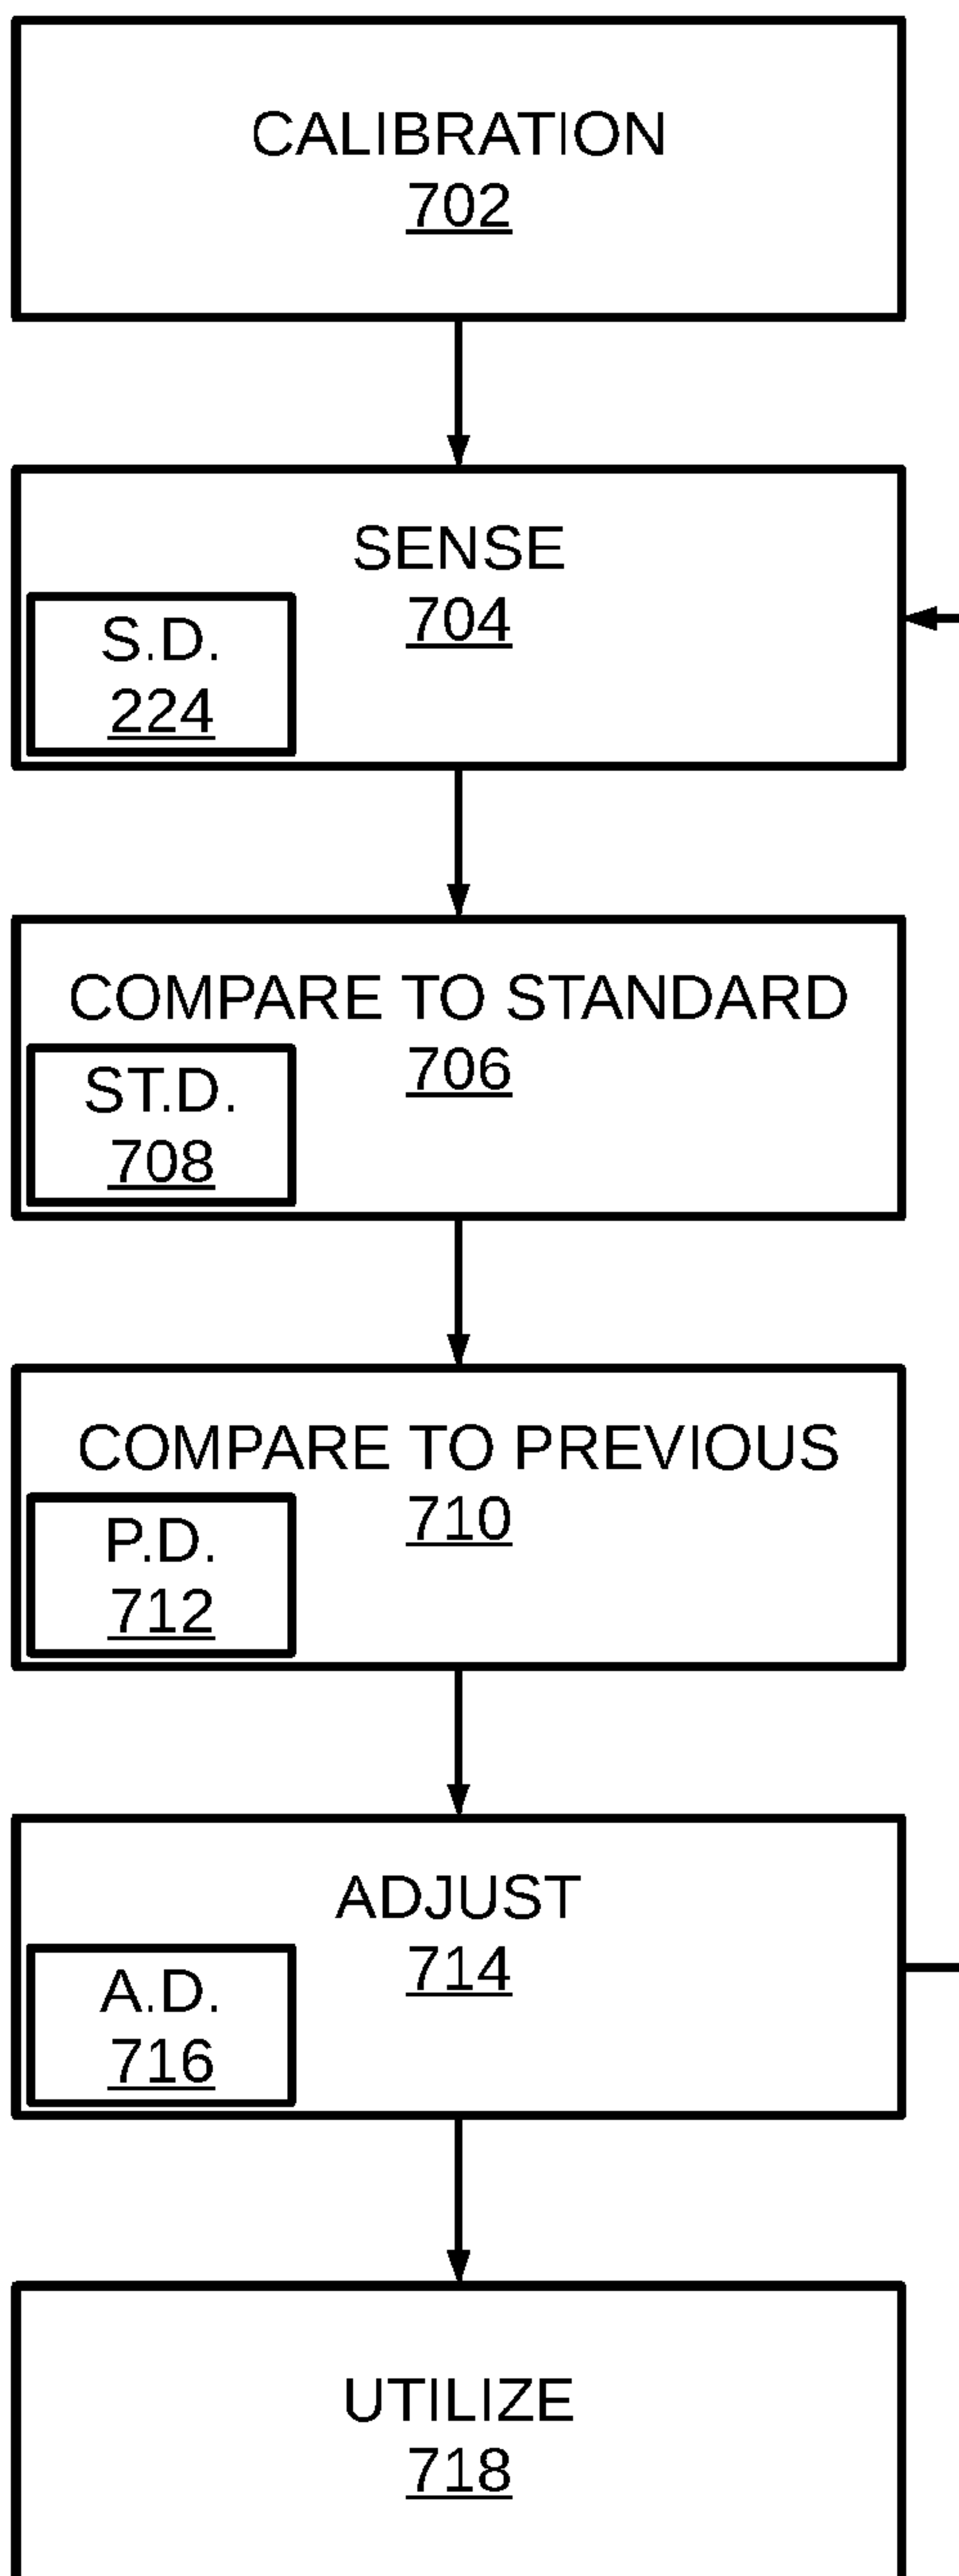 CALIBRATION
702
SENSE
704
S.D.
224
COMPARE TO STANDARD
706
ST.D.
708
COMPARE TO PREVIOUS
710
P.D.
712
ADJUST
714
A.D.
716
UTILIZE
718